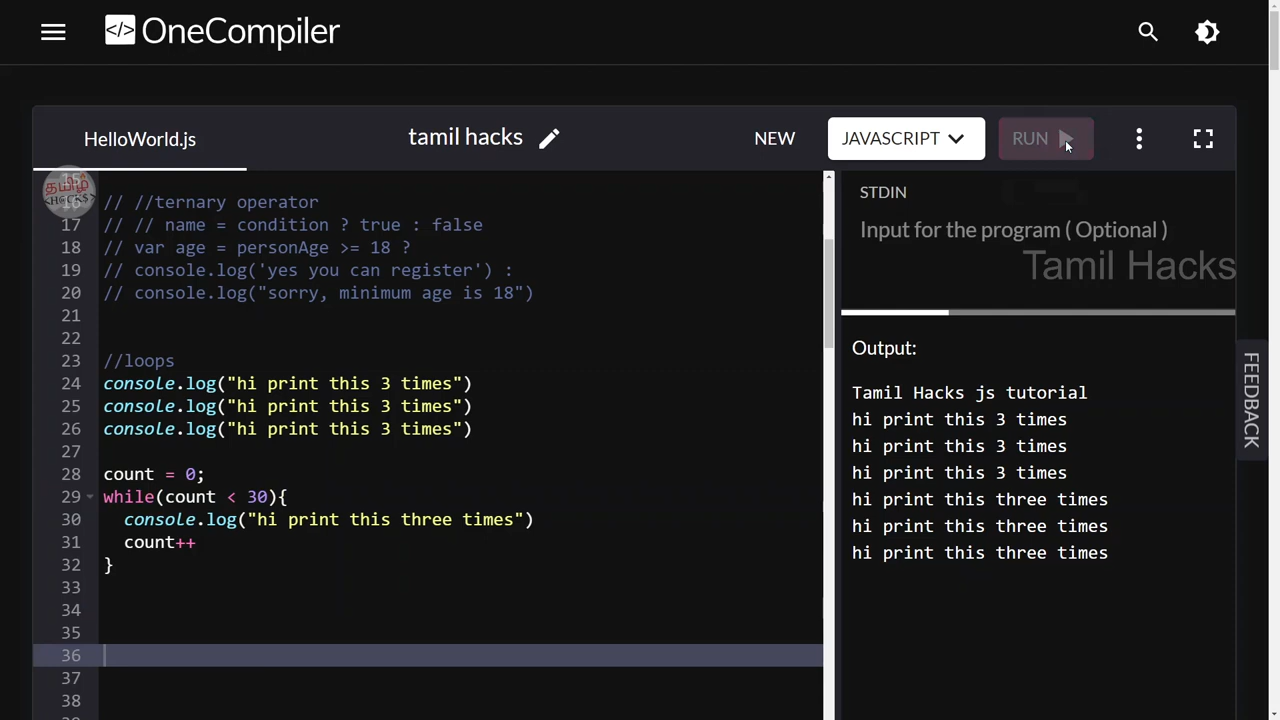 OneCompiler
HelloWorld.js
tamil hacks
NEW
JAVASCRIPT
RUN
தமிழ்
<HACKS>
16 // //ternary operator
17 // // name = condition ? true : false
18 // var age = personAge >= 18 ?
19 // console.log('yes you can register') :
20 // console.log("sorry, minimum age is 18")
21
22
23 //loops
24 console.log("hi print this 3 times")
25 console.log("hi print this 3 times")
26 console.log("hi print this 3 times")
27
28 count = 0;
29 while(count < 30){
30 console.log("hi print this three times")
31 count++
32 }
33
34
35
36
37
38
STDIN
Input for the program ( Optional )
Tamil Hacks
Output:
Tamil Hacks js tutorial
hi print this 3 times
hi print this 3 times
hi print this 3 times
hi print this three times
hi print this three times
hi print this three times
FEEDBACK